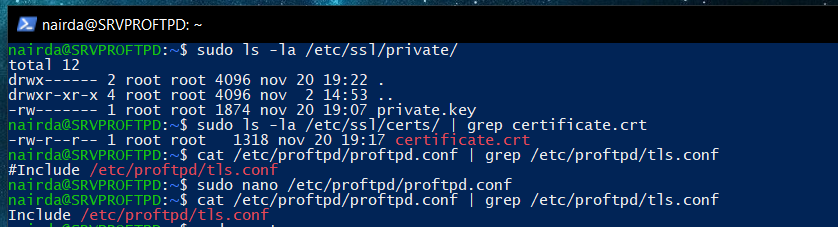 nairda@SRVPROFTPD: ~
nairda@SRVPROFTPD:~$ sudo ls -la /etc/ssl/private/
total 12
drwx------ 2 root root 4096 nov 20 19:22 .
drwxr-xr-x 4 root root 4096 nov  2 14:53 ..
-rw------- 1 root root 1874 nov 20 19:07 private.key
nairda@SRVPROFTPD:~$ sudo ls -la /etc/ssl/certs/ | grep certificate.crt
-rw-r--r-- 1 root root   1318 nov 20 19:17 certificate.crt
nairda@SRVPROFTPD:~$ cat /etc/proftpd/proftpd.conf | grep /etc/proftpd/tls.conf
#Include /etc/proftpd/tls.conf
nairda@SRVPROFTPD:~$ sudo nano /etc/proftpd/proftpd.conf
nairda@SRVPROFTPD:~$ cat /etc/proftpd/proftpd.conf | grep /etc/proftpd/tls.conf
Include /etc/proftpd/tls.conf